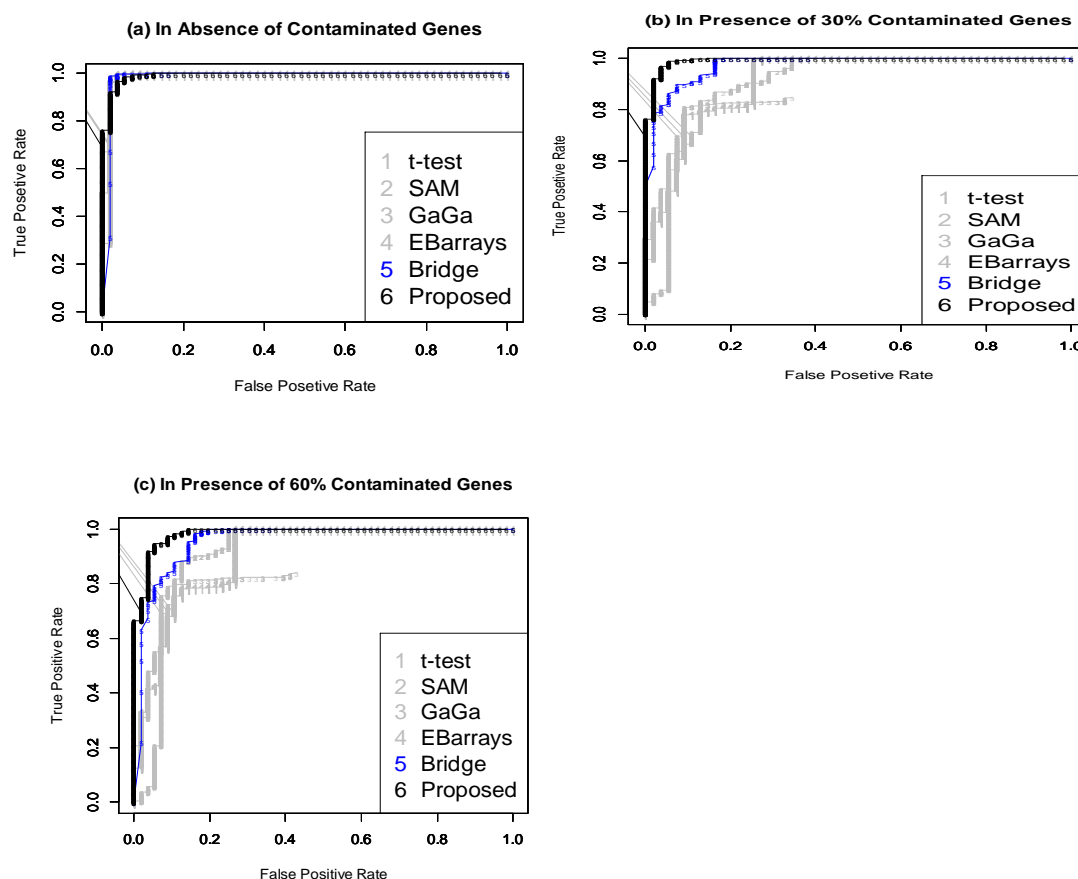 (a) In Absence of Contaminated Genes
True Posetive Rate
1.0
0.8
0.6
0.4
0.2
0.0
1 t-test
2 SAM
3 GaGa
4 EBarrays
5 Bridge
6 Proposed
0.0 0.2 0.4 0.6 0.8 1.0
False Posetive Rate
(b) In Presence of 30% Contaminated Genes
True Posetive Rate
1.0
0.8
0.6
0.4
0.2
0.0
1 t-test
2 SAM
3 GaGa
4 EBarrays
5 Bridge
6 Proposed
0.0 0.2 0.4 0.6 0.8 1.0
False Posetive Rate
(c) In Presence of 60% Contaminated Genes
True Positive Rate
1.0
0.8
0.6
0.4
0.2
0.0
1 t-test
2 SAM
3 GaGa
4 EBarrays
5 Bridge
6 Proposed
0.0 0.2 0.4 0.6 0.8 1.0
False Posetive Rate